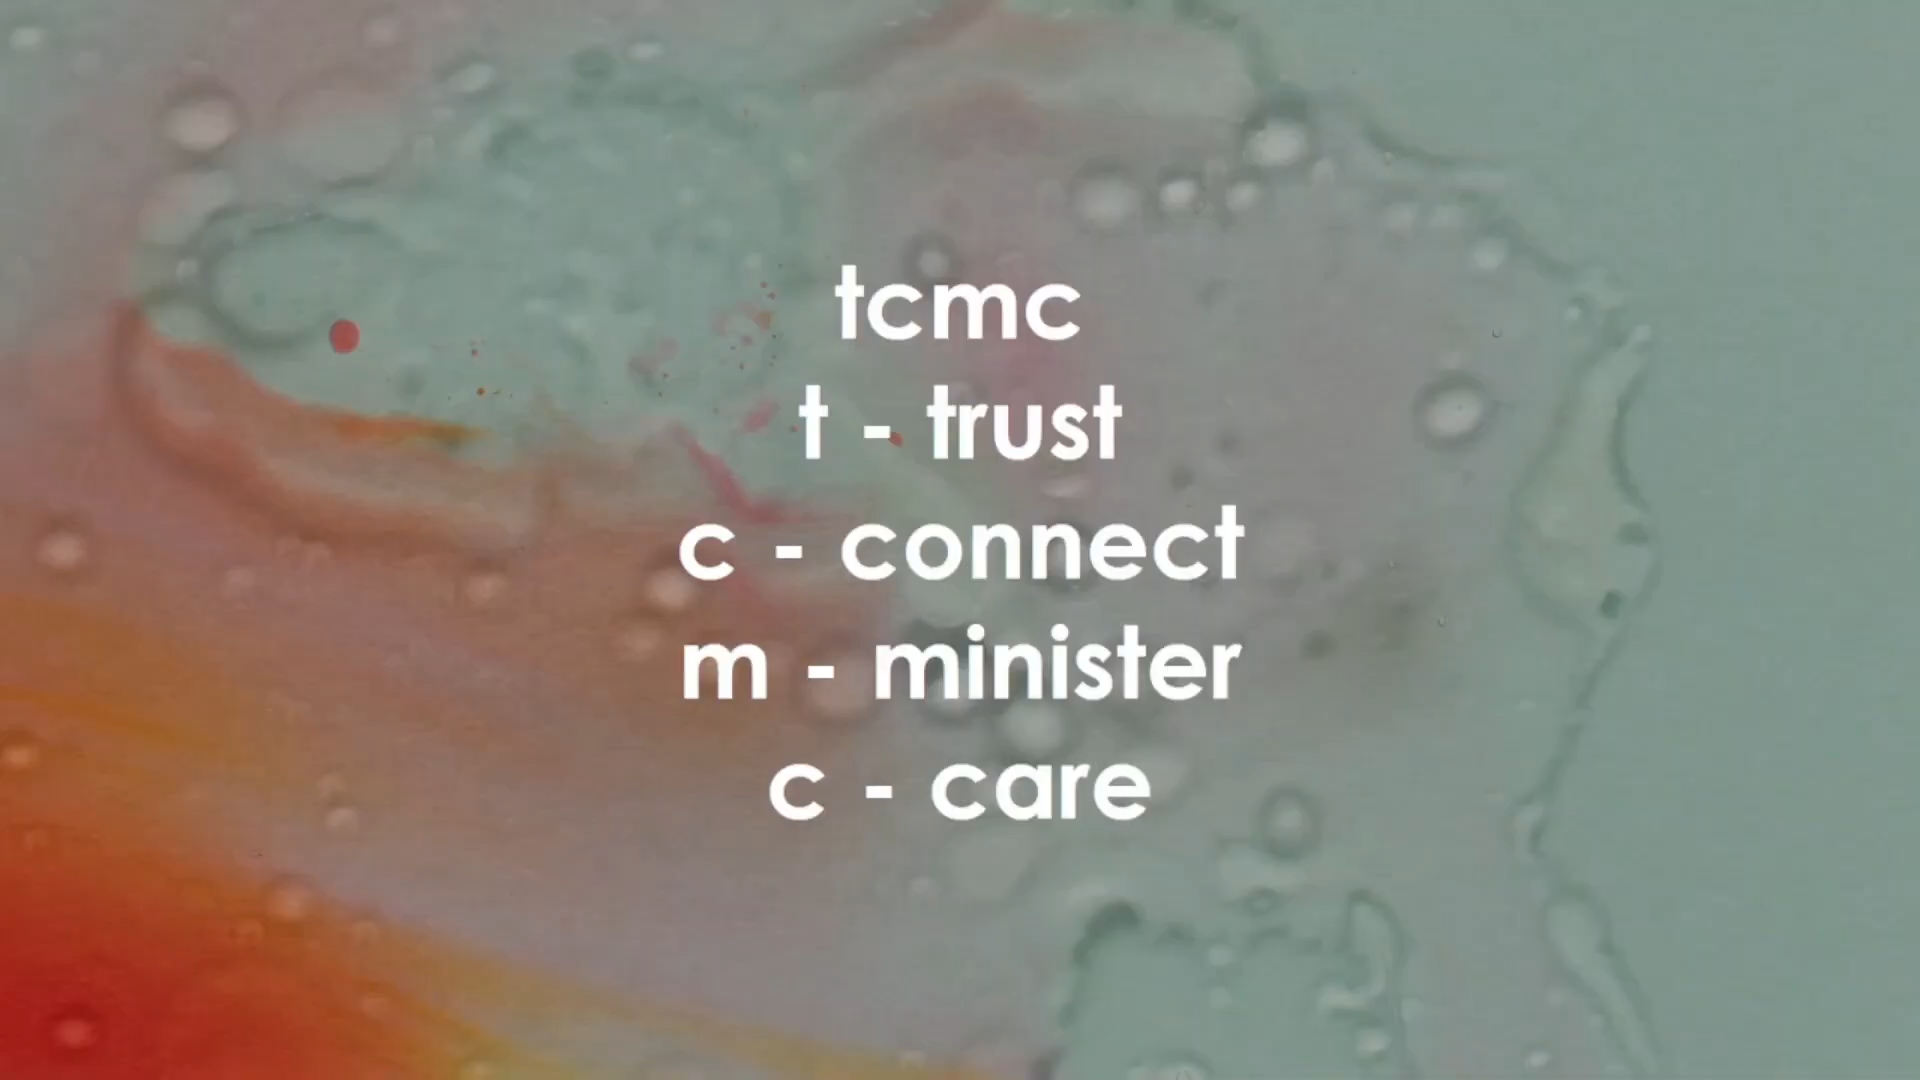 tcmc
t - trust
c - connect
m - minister
c - care